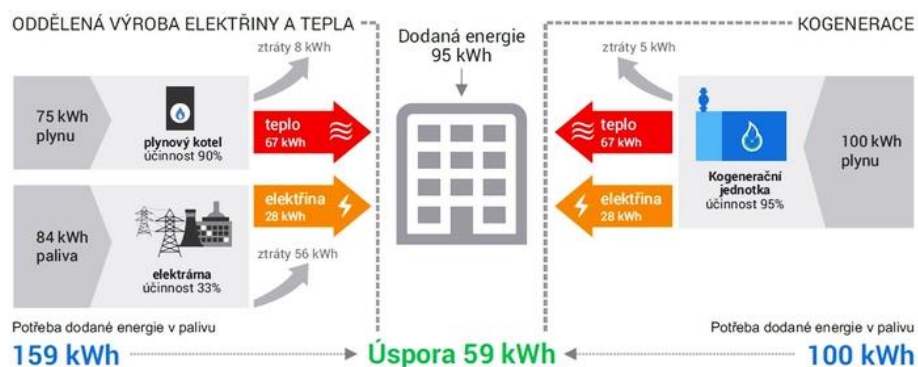 ODDĚLENÁ VÝROBA ELEKTŘINY A TEPLA
KOGENERACE
ztráty 8 kWh
Dodaná energie
95 kWh
ztráty 5 kWh
75 kWh
plynu
plynový kotel
účinnost 90%
teplo
67 kWh
teplo
67 kWh
Kogenerační
jednotka
účinnost 95%
100 kWh
plynu
84 kWh
paliva
elektrárna
účinnost 33%
elektřina
28 kWh
elektřina
28 kWh
ztráty 56 kWh
Potřeba dodané energie v palivu
159 kWh
Úspora 59 kWh
Potřeba dodané energie v palivu
100 kWh